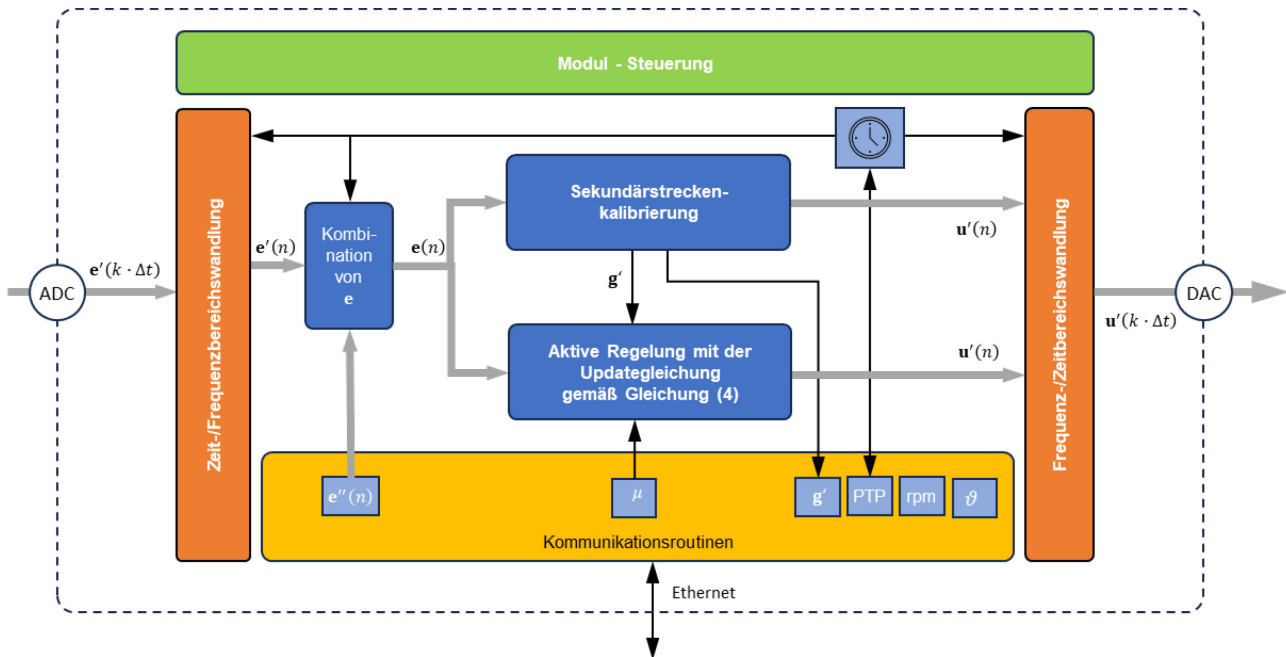 Modul - Steuerung
Zeit-/Frequenzbereichswandlung
Frequenz-/Zeitbereichswandlung
Sekundärstrecken-
kalibrierung
Kombi-
nation
von
e
e′(n)
e(n)
u′(n)
e′(k · Δt)
ADC
g‘
DAC
u′(k · Δt)
Aktive Regelung mit der
Updategleichung
gemäß Gleichung (4)
u′(n)
e′′(n)
μ
g‘
PTP
rpm
ϑ
Kommunikationsroutinen
Ethernet